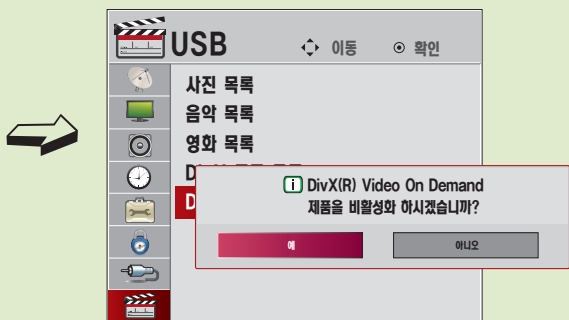 USB
이동
확인
사진 목록
음악 목록
영화 목록
D
i DivX(R) Video On Demand
제품을 비활성화 하시겠습니까?
예
아니오